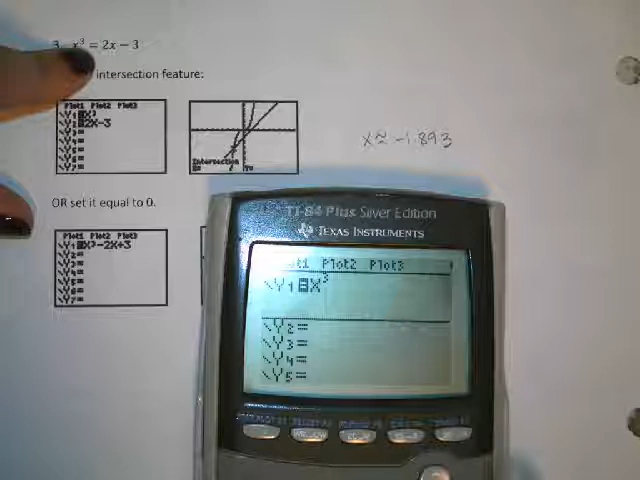 3. x³ = 2x − 3
intersection feature:
Plot1 Plot2 Plot3
\Y1=X³
\Y2=2X-3
\Y3=
\Y4=
\Y5=
\Y6=
\Y7=
Intersection
X= Y=
x≈ -1.893
OR set it equal to 0.
Plot1 Plot2 Plot3
\Y1=X³-2X+3
\Y2=
\Y3=
\Y4=
\Y5=
\Y6=
\Y7=
TI-84 Plus Silver Edition
TEXAS INSTRUMENTS
Plot2 Plot3
\Y1=X³
\Y2=
\Y3=
\Y4=
\Y5=